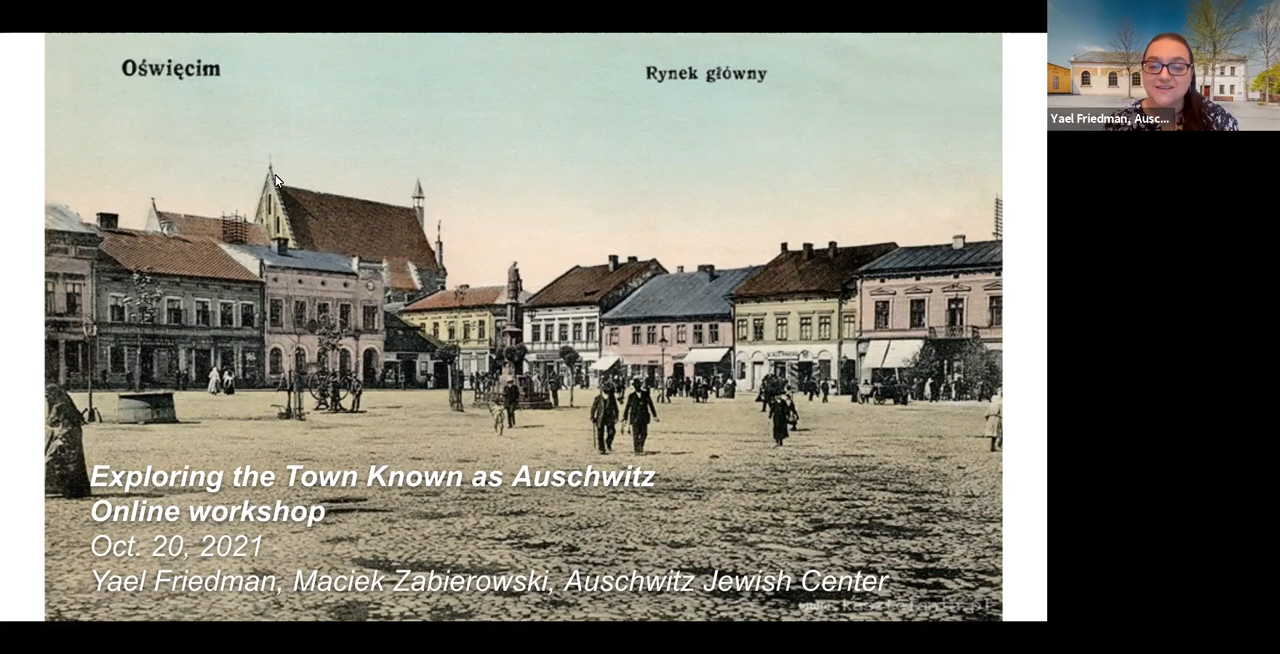 Oświęcim
Rynek główny
Yael Friedman, Ausc...
Exploring the Town Known as Auschwitz
Online workshop
Oct. 20, 2021
Yael Friedman, Maciek Zabierowski, Auschwitz Jewish Center